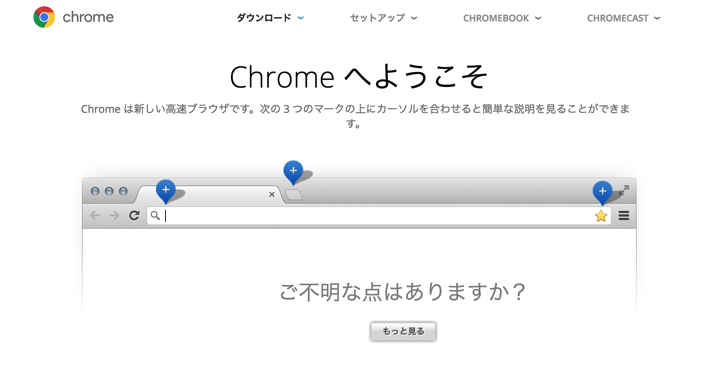 chrome
ダウンロード
セットアップ
CHROMEBOOK
CHROMECAST
Chrome へようこそ
Chrome は新しい高速ブラウザです。次の 3 つのマークの上にカーソルを合わせると簡単な説明を見ることができま
す。
ご不明な点はありますか？
もっと見る